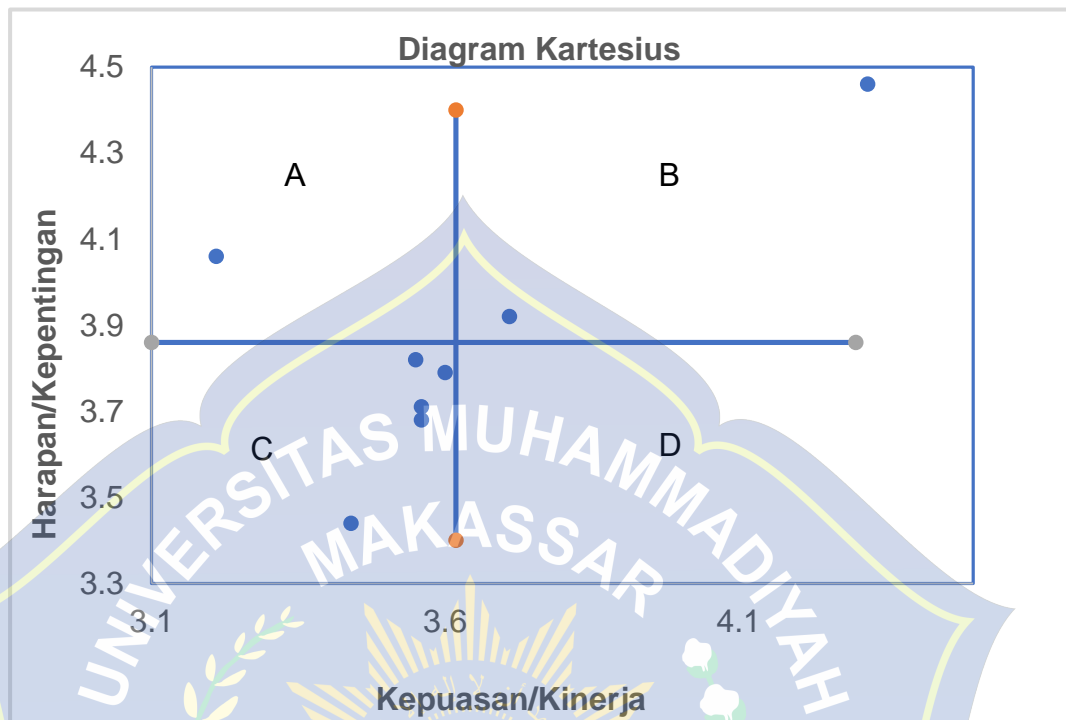 Diagram Kartesius
4.5
4.3
4.1
3.9
3.7
3.5
3.3
Harapan/Kepentingan
A
B
C
D
3.1
3.6
4.1
Kepuasan/Kinerja
UNIVERSITAS MUHAMMADIYAH
MAKASSAR